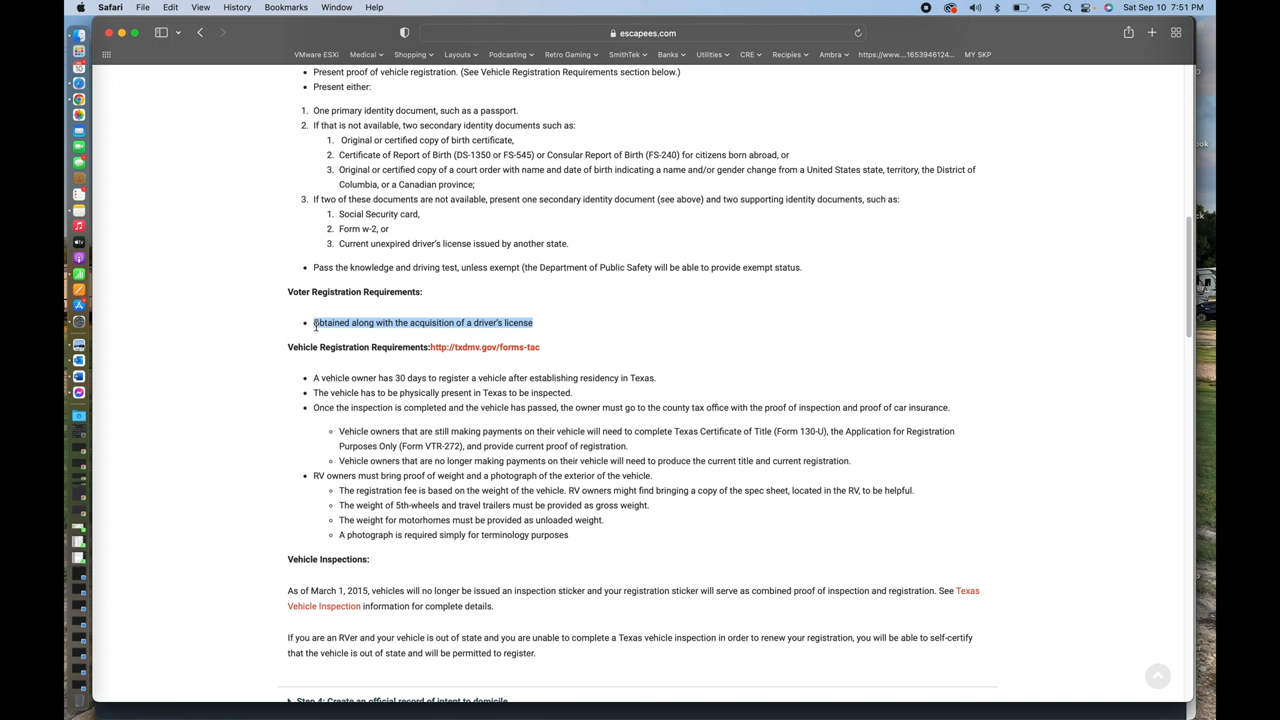 Safari File Edit View History Bookmarks Window Help Sat Sep 10 7:51 PM
escapees.com
VMware ESXi Medical Shopping Layouts Podcasting Retro Gaming SmithTek Utilities Banks CRE Recipies Ambra https://www....1653946124... MY SKP
• Present proof of vehicle registration. (See Vehicle Registration Requirements section below.)
• Present either:
1. One primary identity document, such as a passport.
2. If that is not available, two secondary identity documents such as:
1. Original or certified copy of birth certificate,
2. Certificate of Report of Birth (DS-1350 or FS-545) or Consular Report of Birth (FS-240) for citizens born abroad, or
3. Original or certified copy of a court order with name and date of birth indicating a name and/or gender change from a United States state, territory, the District of
Columbia, or a Canadian province;
3. If two of these documents are not available, present one secondary identity document (see above) and two supporting identity documents, such as:
1. Social Security card,
2. Form w-2, or
3. Current unexpired driver's license issued by another state.
• Pass the knowledge and driving test, unless exempt (the Department of Public Safety will be able to provide exempt status.
Voter Registration Requirements:
• obtained along with the acquisition of a driver's license
Vehicle Registration Requirements:http://txdmv.gov/forms-tac
• A vehicle owner has 30 days to register a vehicle after establishing residency in Texas.
• The vehicle has to be physically present in Texas to be inspected.
• Once the inspection is completed and the vehicle has passed, the owner must go to the county tax office with the proof of inspection and proof of car insurance.
Vehicle owners that are still making payments on their vehicle will need to complete Texas Certificate of Title (Form 130-U), the Application for Registration
Purposes Only (Form VTR-272), and provide current proof of registration.
Vehicle owners that are no longer making payments on their vehicle will need to produce the current title and current registration.
• RV owners must bring proof of weight and a photograph of the exterior of the vehicle.
The registration fee is based on the weight of the vehicle. RV owners might find bringing a copy of the spec sheet, located in the RV, to be helpful.
The weight of 5th-wheels and travel trailers must be provided as gross weight.
The weight for motorhomes must be provided as unloaded weight.
A photograph is required simply for terminology purposes
Vehicle Inspections:
As of March 1, 2015, vehicles will no longer be issued an inspection sticker and your registration sticker will serve as combined proof of inspection and registration. See Texas
Vehicle Inspection information for complete details.
If you are an RVer and your vehicle is out of state and you are unable to complete a Texas vehicle inspection in order to renew your registration, you will be able to self-certify
that the vehicle is out of state and will be permitted to register.
Step 4: Create an official record of intent to domicile